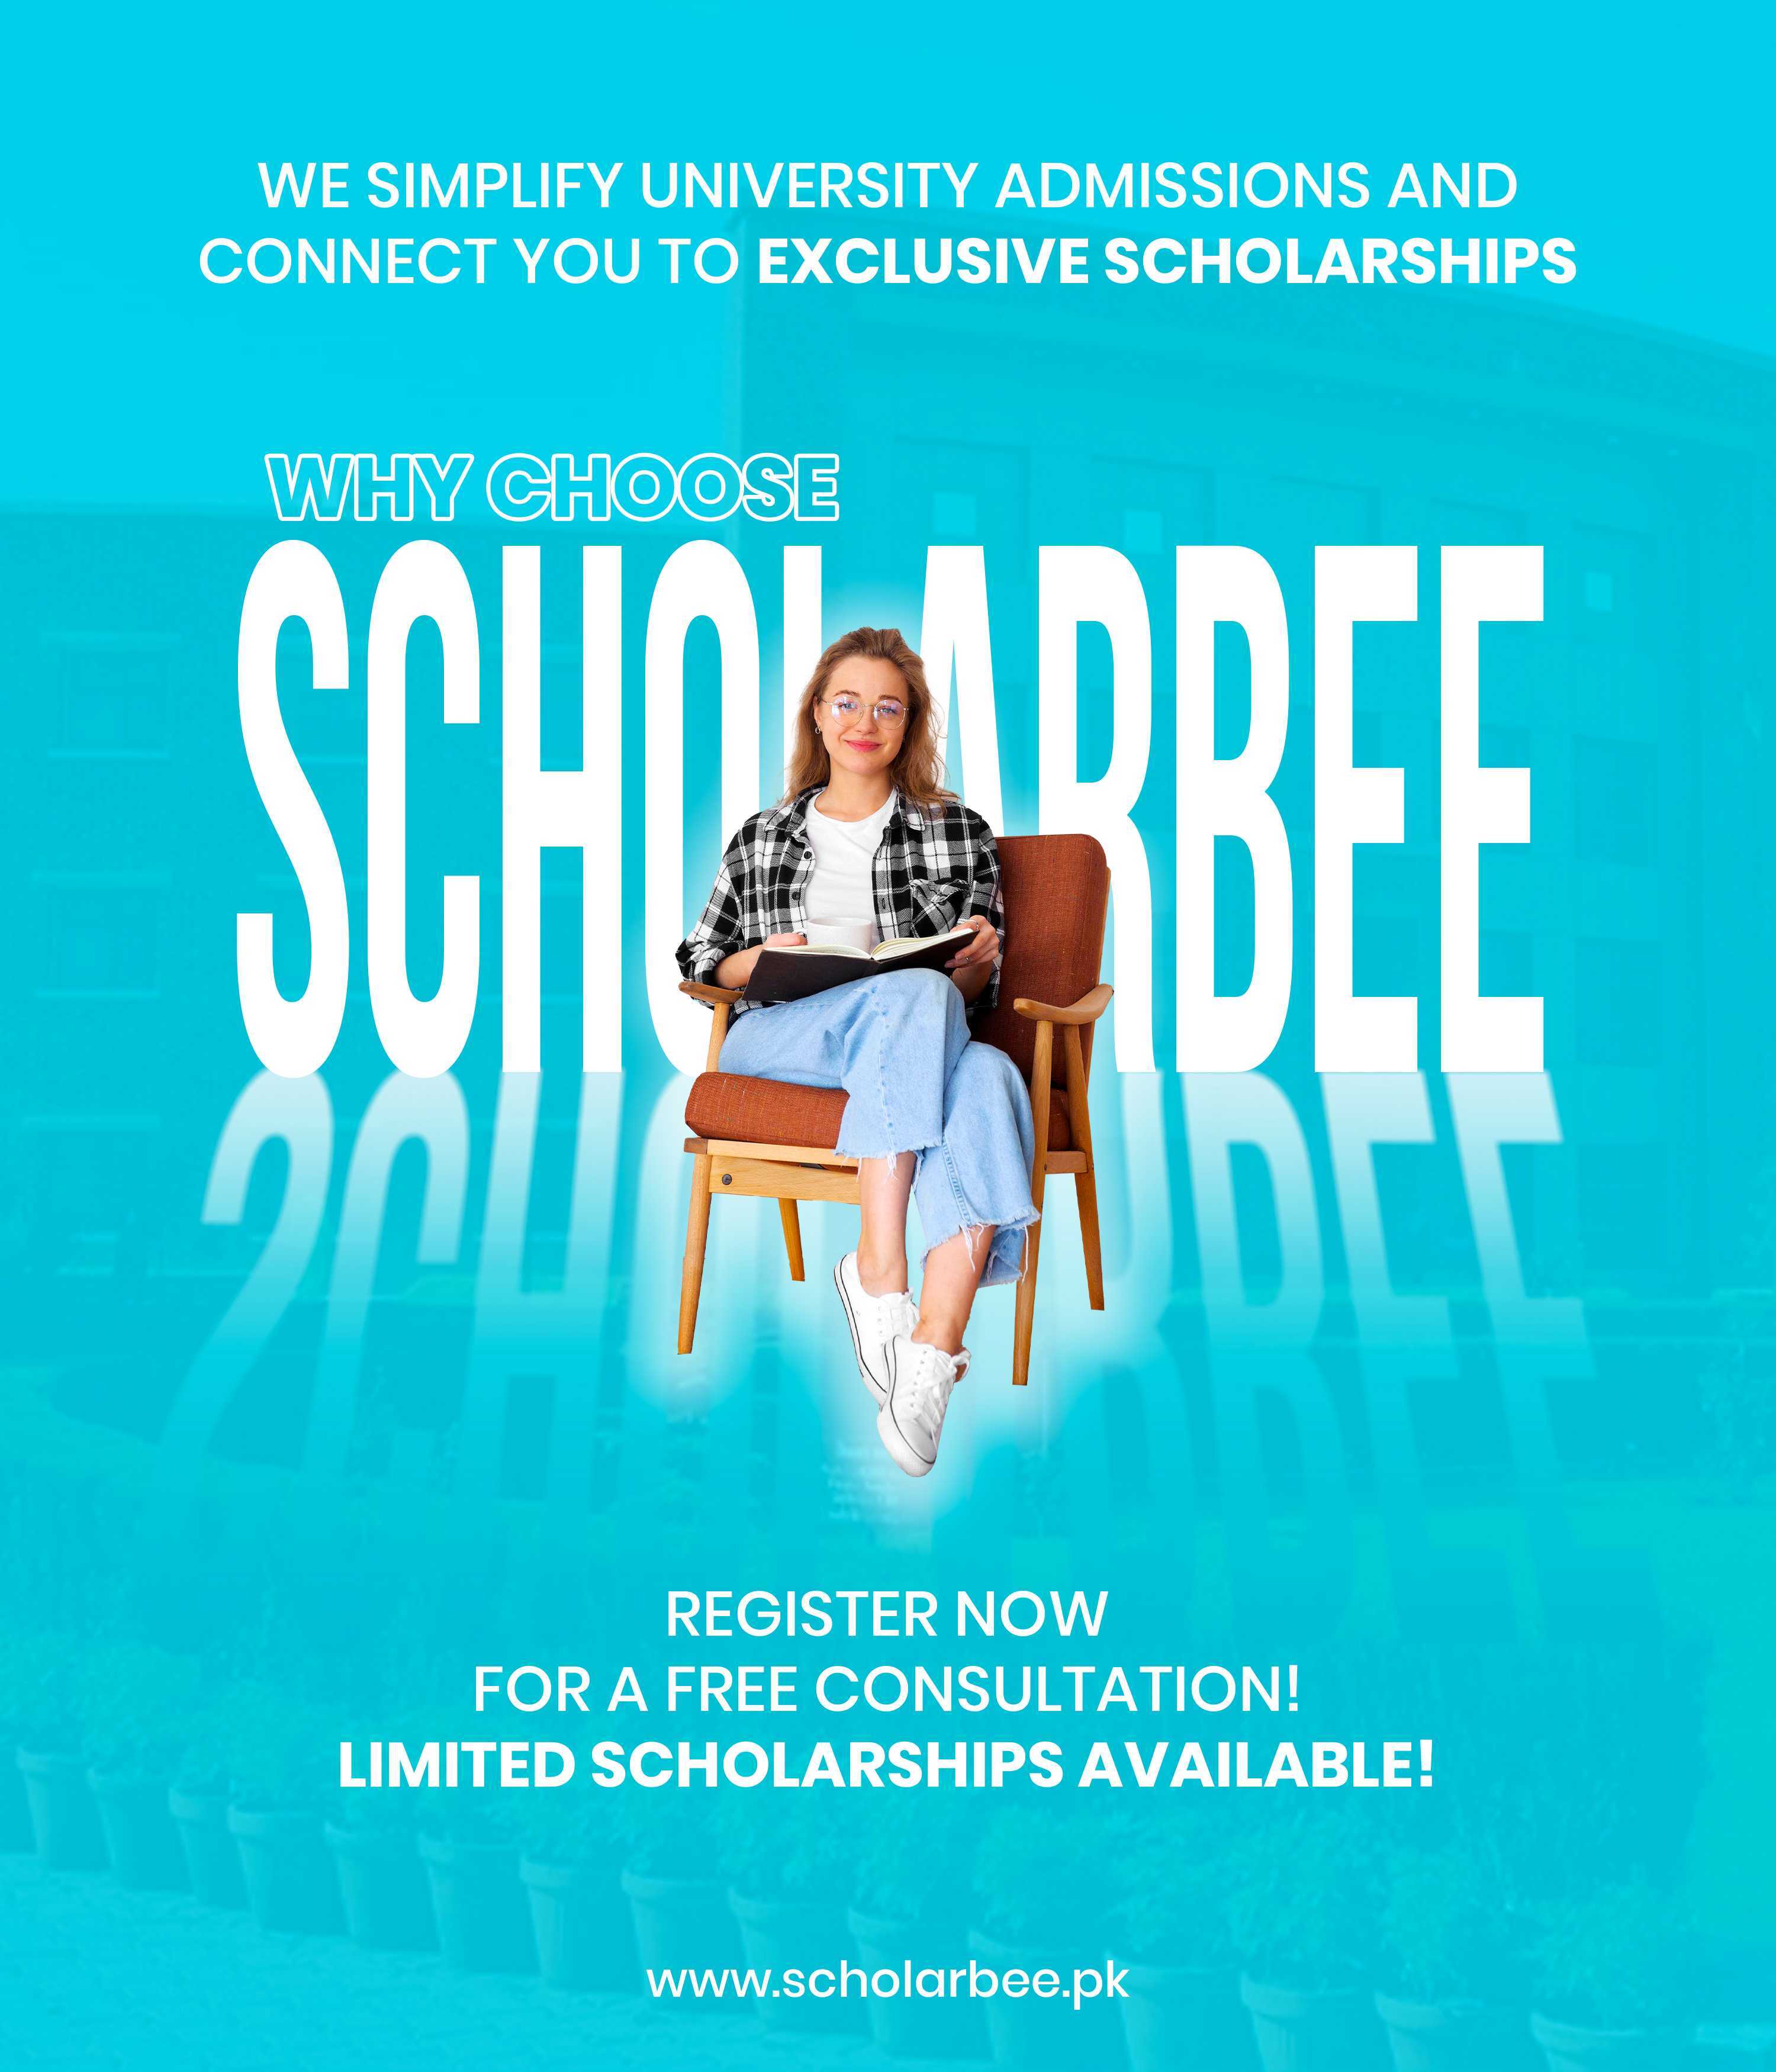 WE SIMPLIFY UNIVERSITY ADMISSIONS AND
CONNECT YOU TO EXCLUSIVE SCHOLARSHIPS
WHY CHOOSE
SCHOLARBEE
REGISTER NOW
FOR A FREE CONSULTATION!
LIMITED SCHOLARSHIPS AVAILABLE!
www.scholarbee.pk